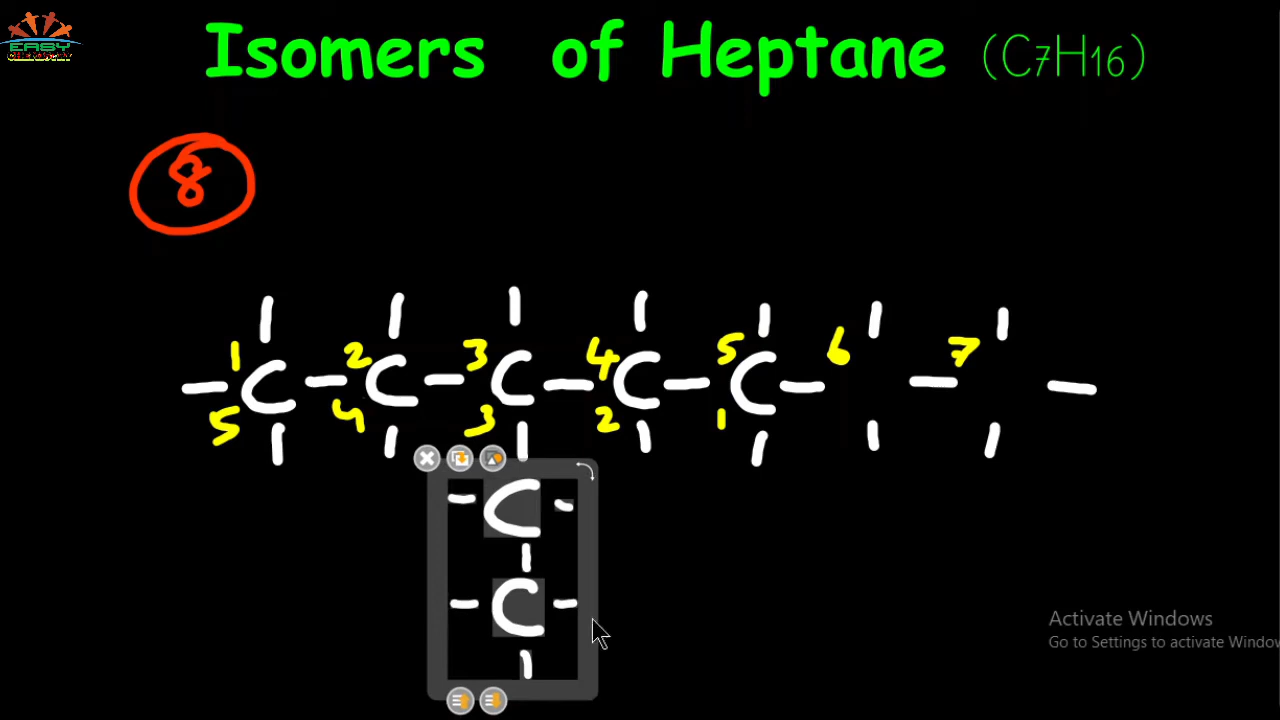 EASY
Isomers of Heptane (C7H16)
8
1 2 3 4 5 6 7
C C C C C
5 4 3 2 1
C
C
Activate Windows
Go to Settings to activate Window